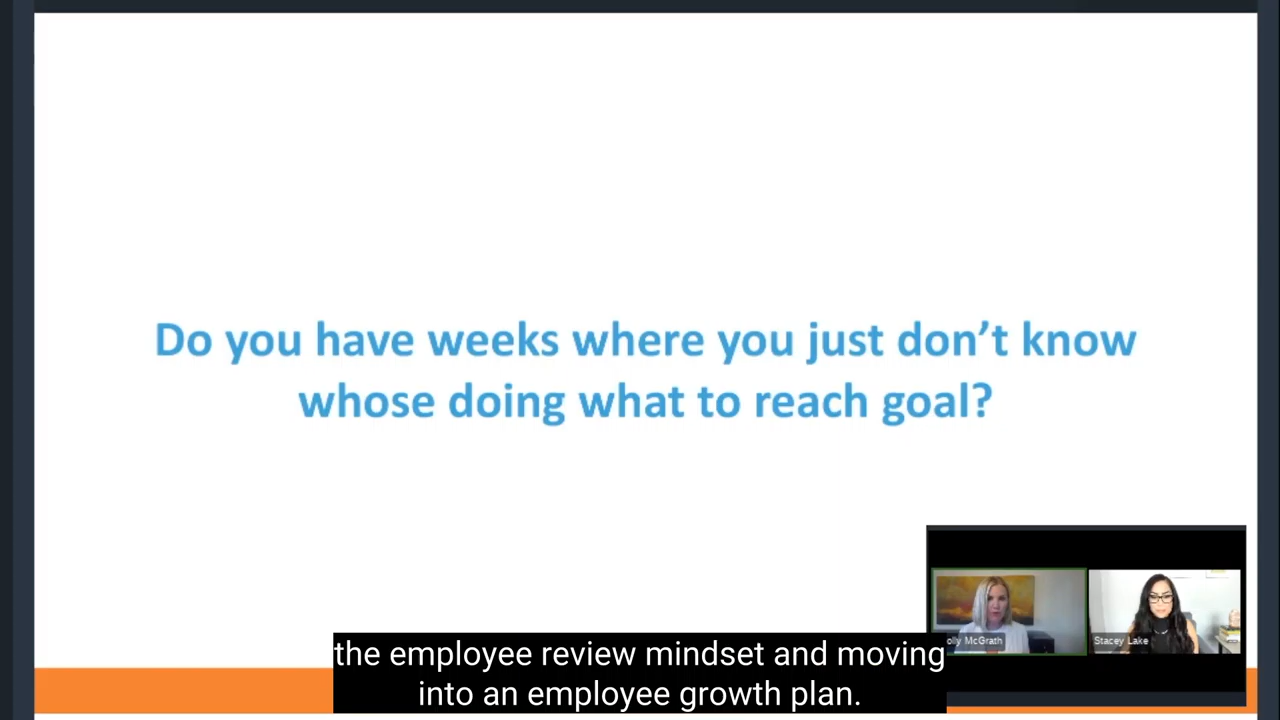 Do you have weeks where you just don’t know
whose doing what to reach goal?
olly McGrath
Stacey Lake
the employee review mindset and moving
into an employee growth plan.